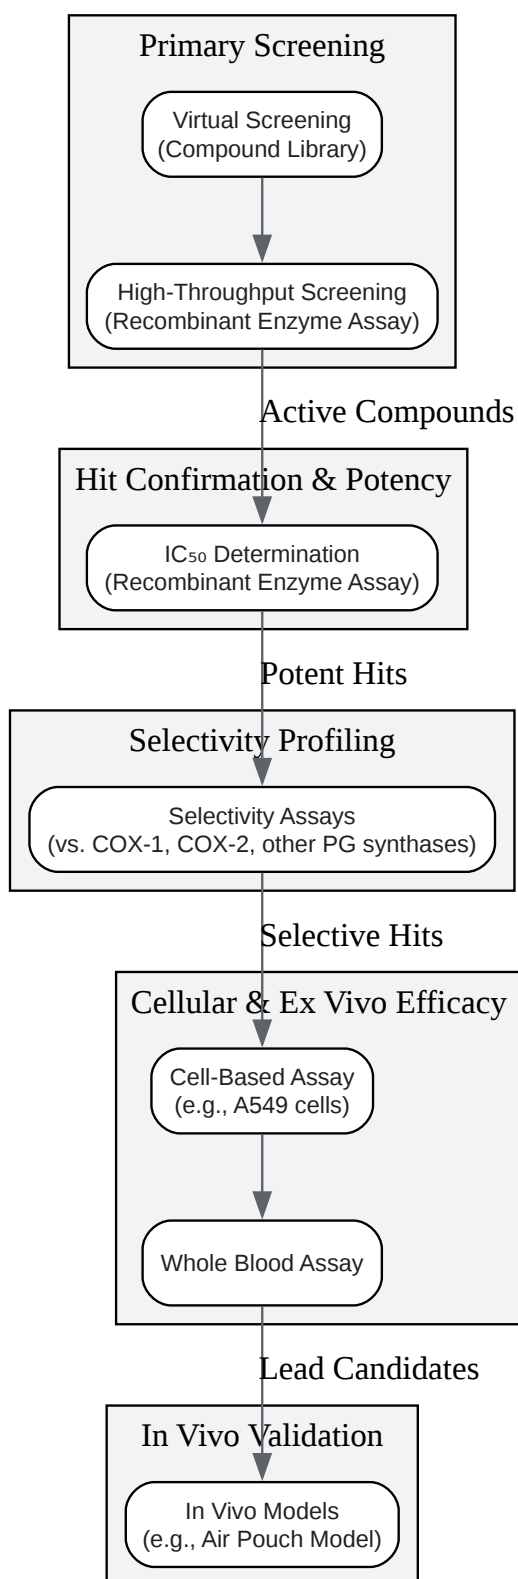 Primary Screening
Virtual Screening
(Compound Library)
High-Throughput Screening
(Recombinant Enzyme Assay)
Active Compounds
Hit Confirmation & Potency
IC₅₀ Determination
(Recombinant Enzyme Assay)
Potent Hits
Selectivity Profiling
Selectivity Assays
(vs. COX-1, COX-2, other PG synthases)
Selective Hits
Cellular & Ex Vivo Efficacy
Cell-Based Assay
(e.g., A549 cells)
Whole Blood Assay
Lead Candidates
In Vivo Validation
In Vivo Models
(e.g., Air Pouch Model)